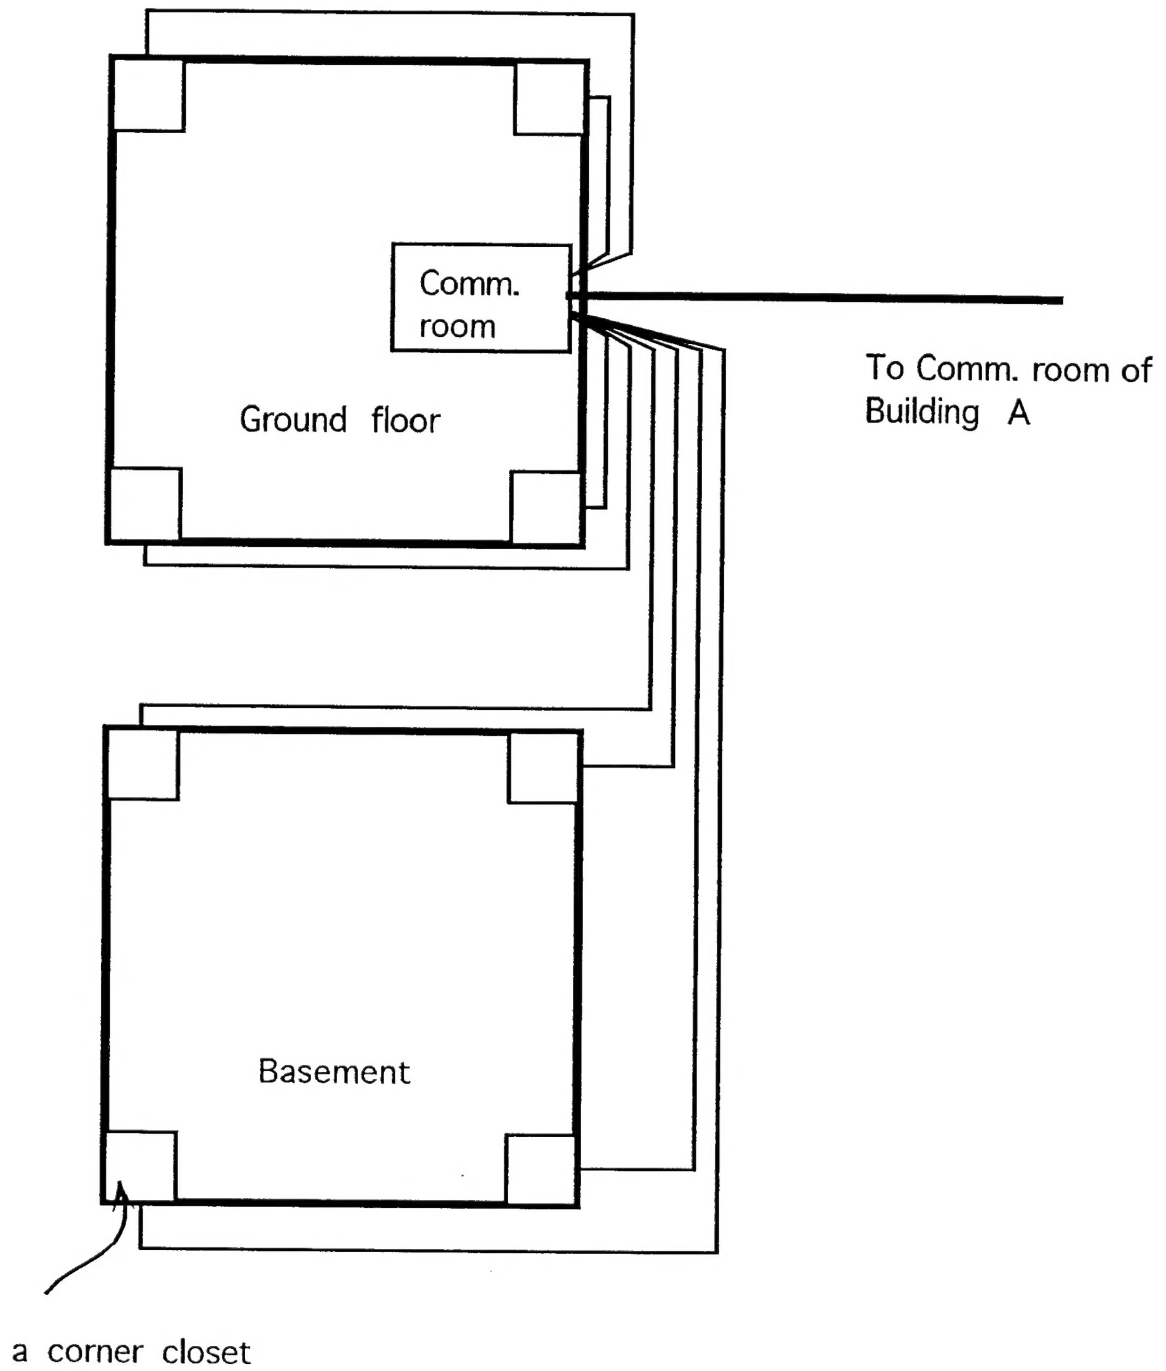 Comm.
room
To Comm. room of
Building A
Ground floor
Basement
a corner closet